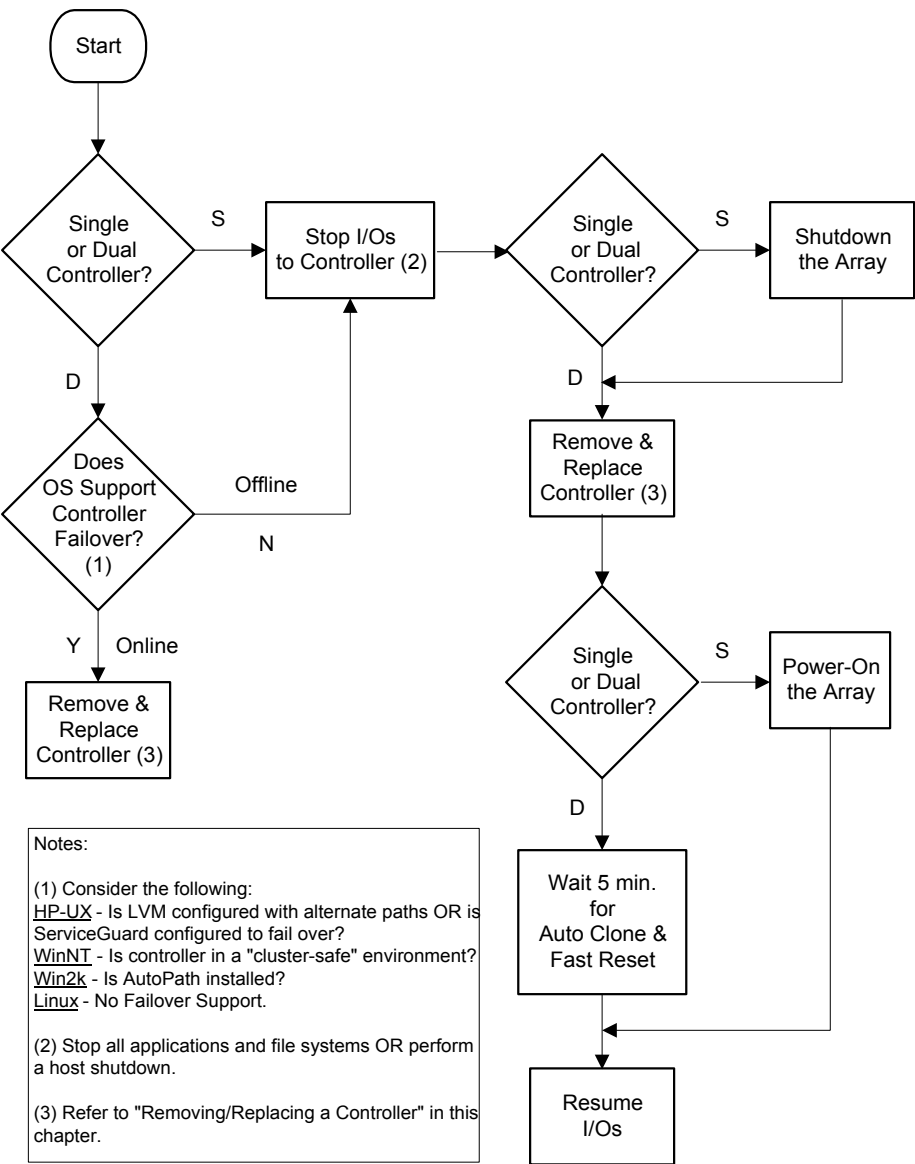 Start
Single
or Dual
Controller?
S
Stop I/Os
to Controller (2)
Single
or Dual
Controller?
S
Shutdown
the Array
D
Does
OS Support
Controller
Failover?
(1)
Offline
N
Y
Online
Remove &
Replace
Controller (3)
D
Remove &
Replace
Controller (3)
Single
or Dual
Controller?
S
Power-On
the Array
D
Wait 5 min.
for
Auto Clone &
Fast Reset
Resume
I/Os
Notes:
(1) Consider the following:
HP-UX - Is LVM configured with alternate paths OR is
ServiceGuard configured to fail over?
WinNT - Is controller in a "cluster-safe" environment?
Win2k - Is AutoPath installed?
Linux - No Failover Support.
(2) Stop all applications and file systems OR perform
a host shutdown.
(3) Refer to "Removing/Replacing a Controller" in this
chapter.